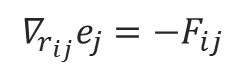 ∇_{r_{ij}} e_j = −F_{ij}